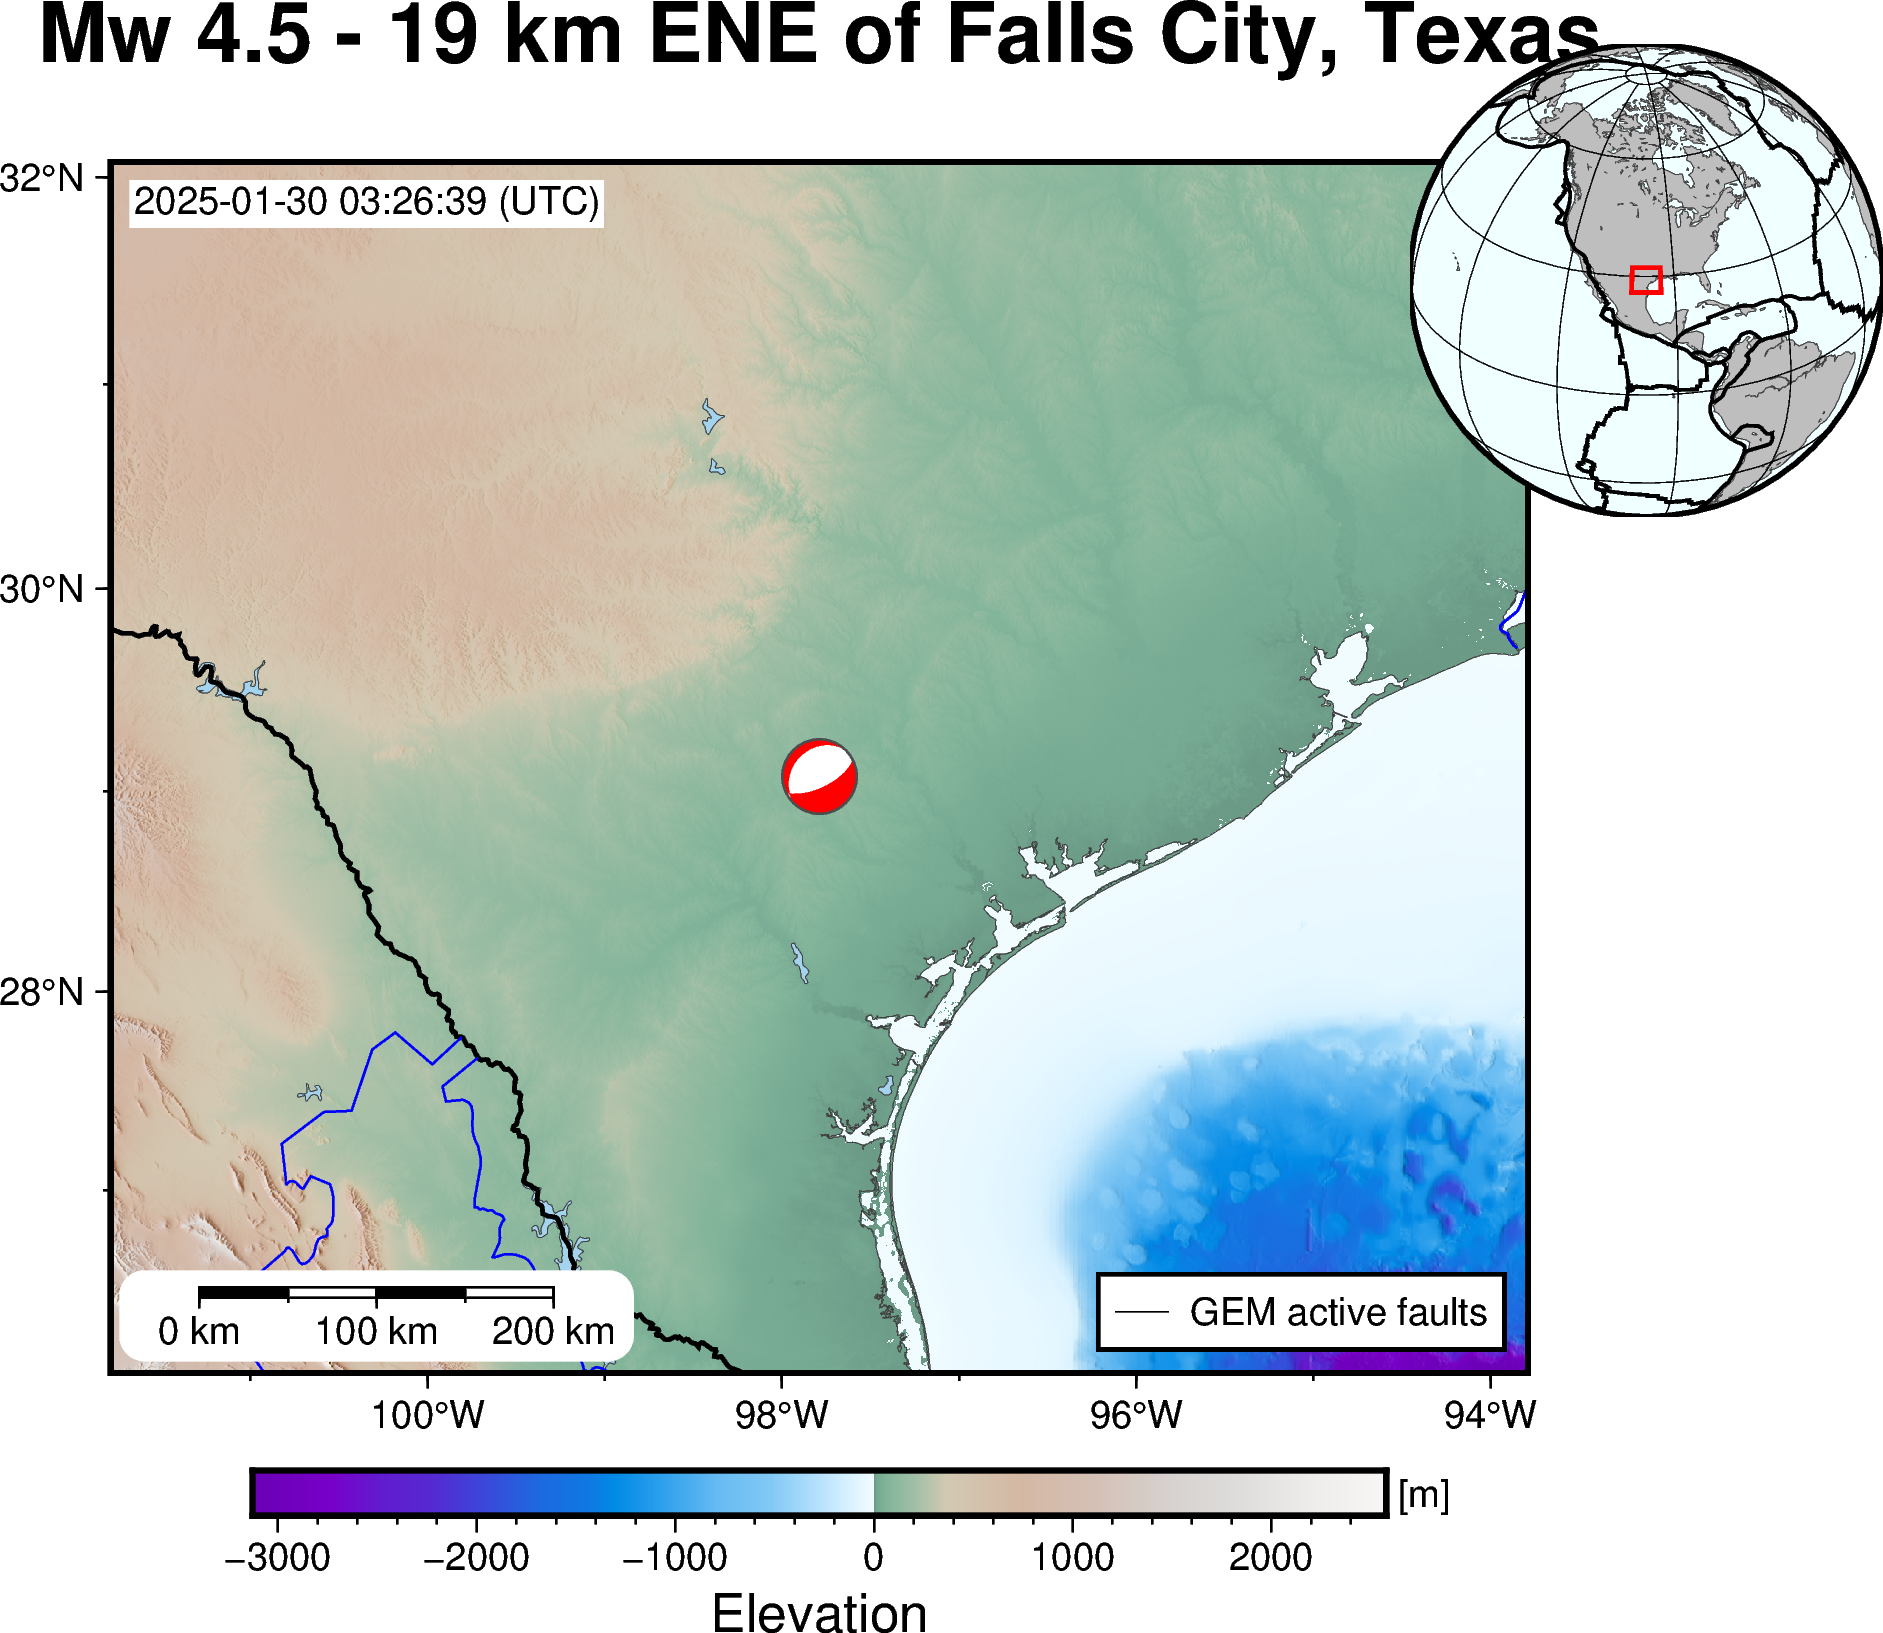 Mw 4.5 - 19 km ENE of Falls City, Texas
32°N
2025-01-30 03:26:39 (UTC)
30°N
28°N
0 km 100 km 200 km
GEM active faults
100°W 98°W 96°W 94°W
[m]
−3000 −2000 −1000 0 1000 2000
Elevation